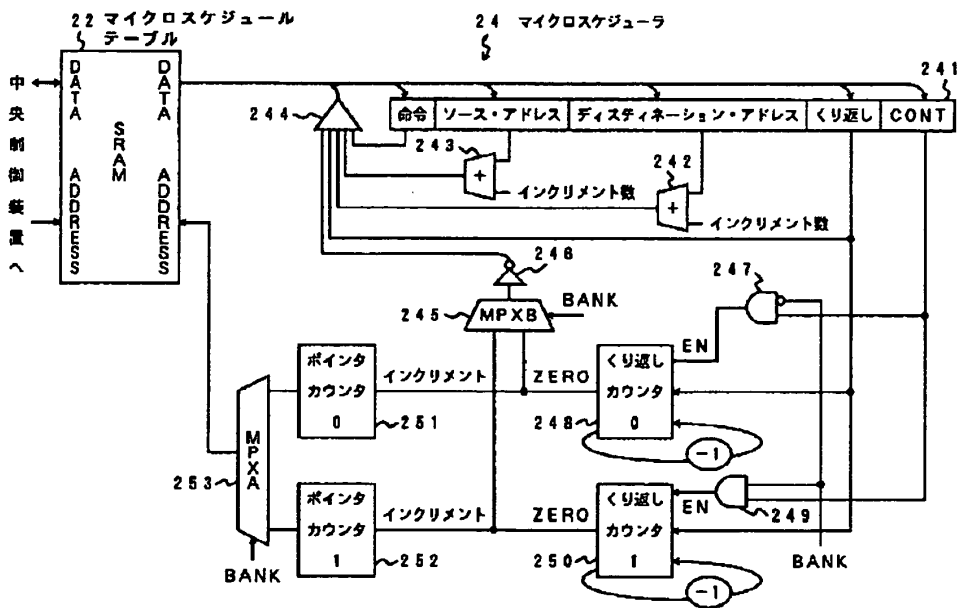 22 マイクロスケジュール
テーブル
24 マイクロスケジューラ
中央制御装置へ
DATA
DATA
SRAM
ADDRESS
ADDRESS
241
命令 ソース・アドレス ディスティネーション・アドレス くり返し CONT
244
243
+
インクリメント数
242
+
インクリメント数
246
247
245
MPXB
BANK
EN
ポインタ
カウンタ
0
インクリメント
ZERO
くり返し
カウンタ
0
251
248
-1
MPXA
253
ポインタ
カウンタ
1
インクリメント
ZERO
くり返し
カウンタ
1
EN
249
252
250
-1
BANK
BANK